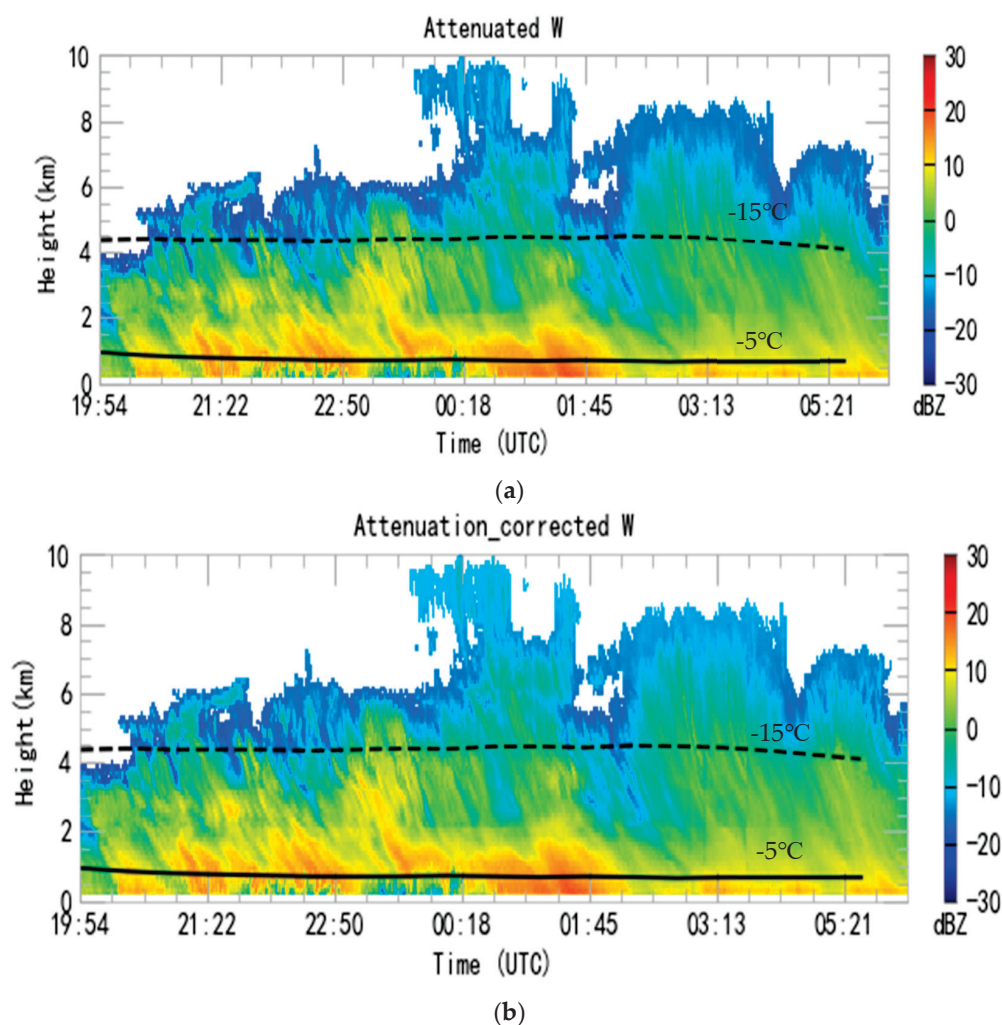 Attenuated W
10
8
6
4
2
0
Height(km)
-15℃
-5℃
30
20
10
0
−10
−20
−30
dBZ
19:54 21:22 22:50 00:18 01:45 03:13 05:21
Time (UTC)
(a)
Attenuation_corrected W
10
8
6
4
2
0
Height(km)
-15℃
-5℃
30
20
10
0
−10
−20
−30
dBZ
19:54 21:22 22:50 00:18 01:45 03:13 05:21
Time (UTC)
(b)